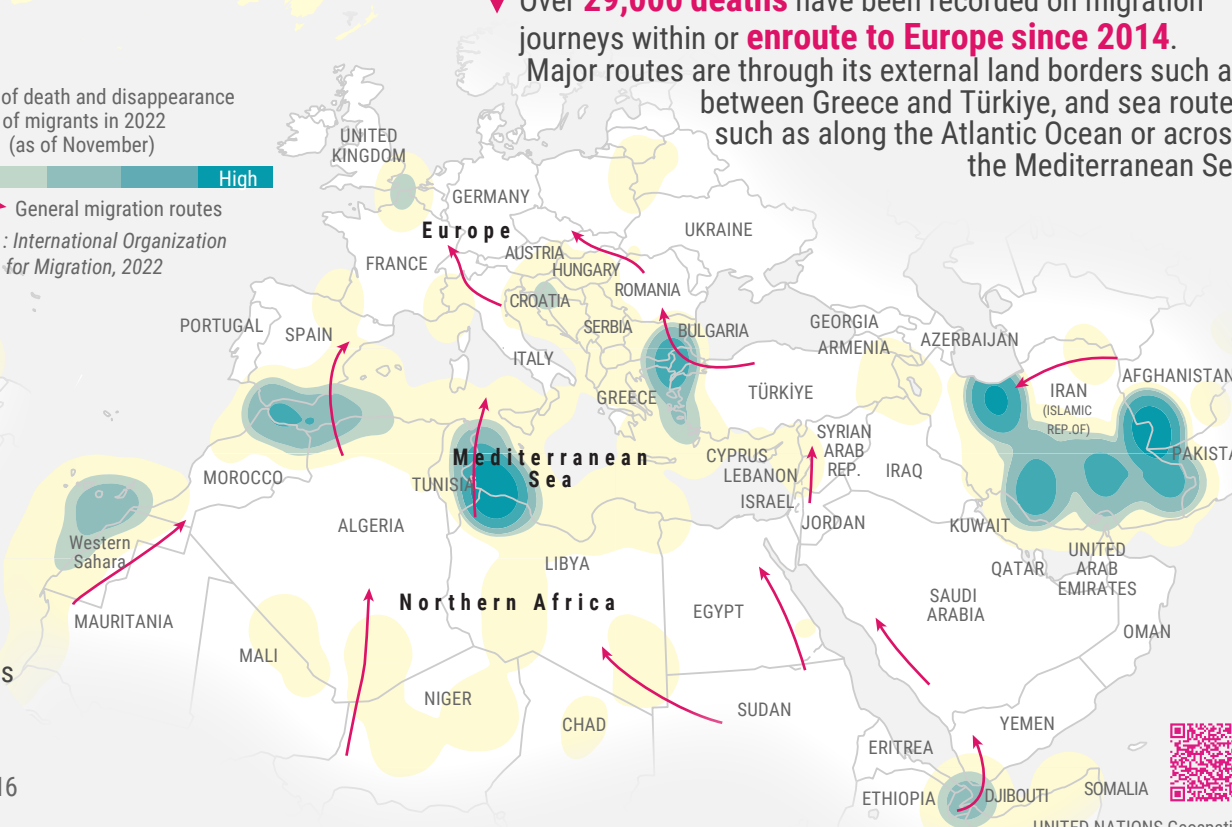 Over 29,000 deaths have been recorded on migration
journeys within or enroute to Europe since 2014.
Major routes are through its external land borders such a
between Greece and Türkiye, and sea route
such as along the Atlantic Ocean or acros
the Mediterranean Se
of death and disappearance
of migrants in 2022
(as of November)
High
General migration routes
: International Organization
for Migration, 2022
UNITED
KINGDOM
GERMANY
Europe
UKRAINE
FRANCE
AUSTRIA
HUNGARY
ROMANIA
CROATIA
PORTUGAL
SPAIN
SERBIA
BULGARIA
GEORGIA
ARMENIA
AZERBAIJAN
ITALY
GREECE
TÜRKİYE
IRAN
(ISLAMIC
REP.OF)
AFGHANISTAN
PAKISTA
SYRIAN
ARAB
REP.
CYPRUS
LEBANON
ISRAEL
IRAQ
JORDAN
KUWAIT
Mediterranean
Sea
MOROCCO
TUNISIA
ALGERIA
LIBYA
Western
Sahara
QATAR
UNITED
ARAB
EMIRATES
SAUDI
ARABIA
OMAN
Northern Africa
EGYPT
MAURITANIA
MALI
NIGER
CHAD
SUDAN
YEMEN
ERITREA
ETHIOPIA
DJIBOUTI
SOMALIA
s
16
UNITED NATIONS Geospati